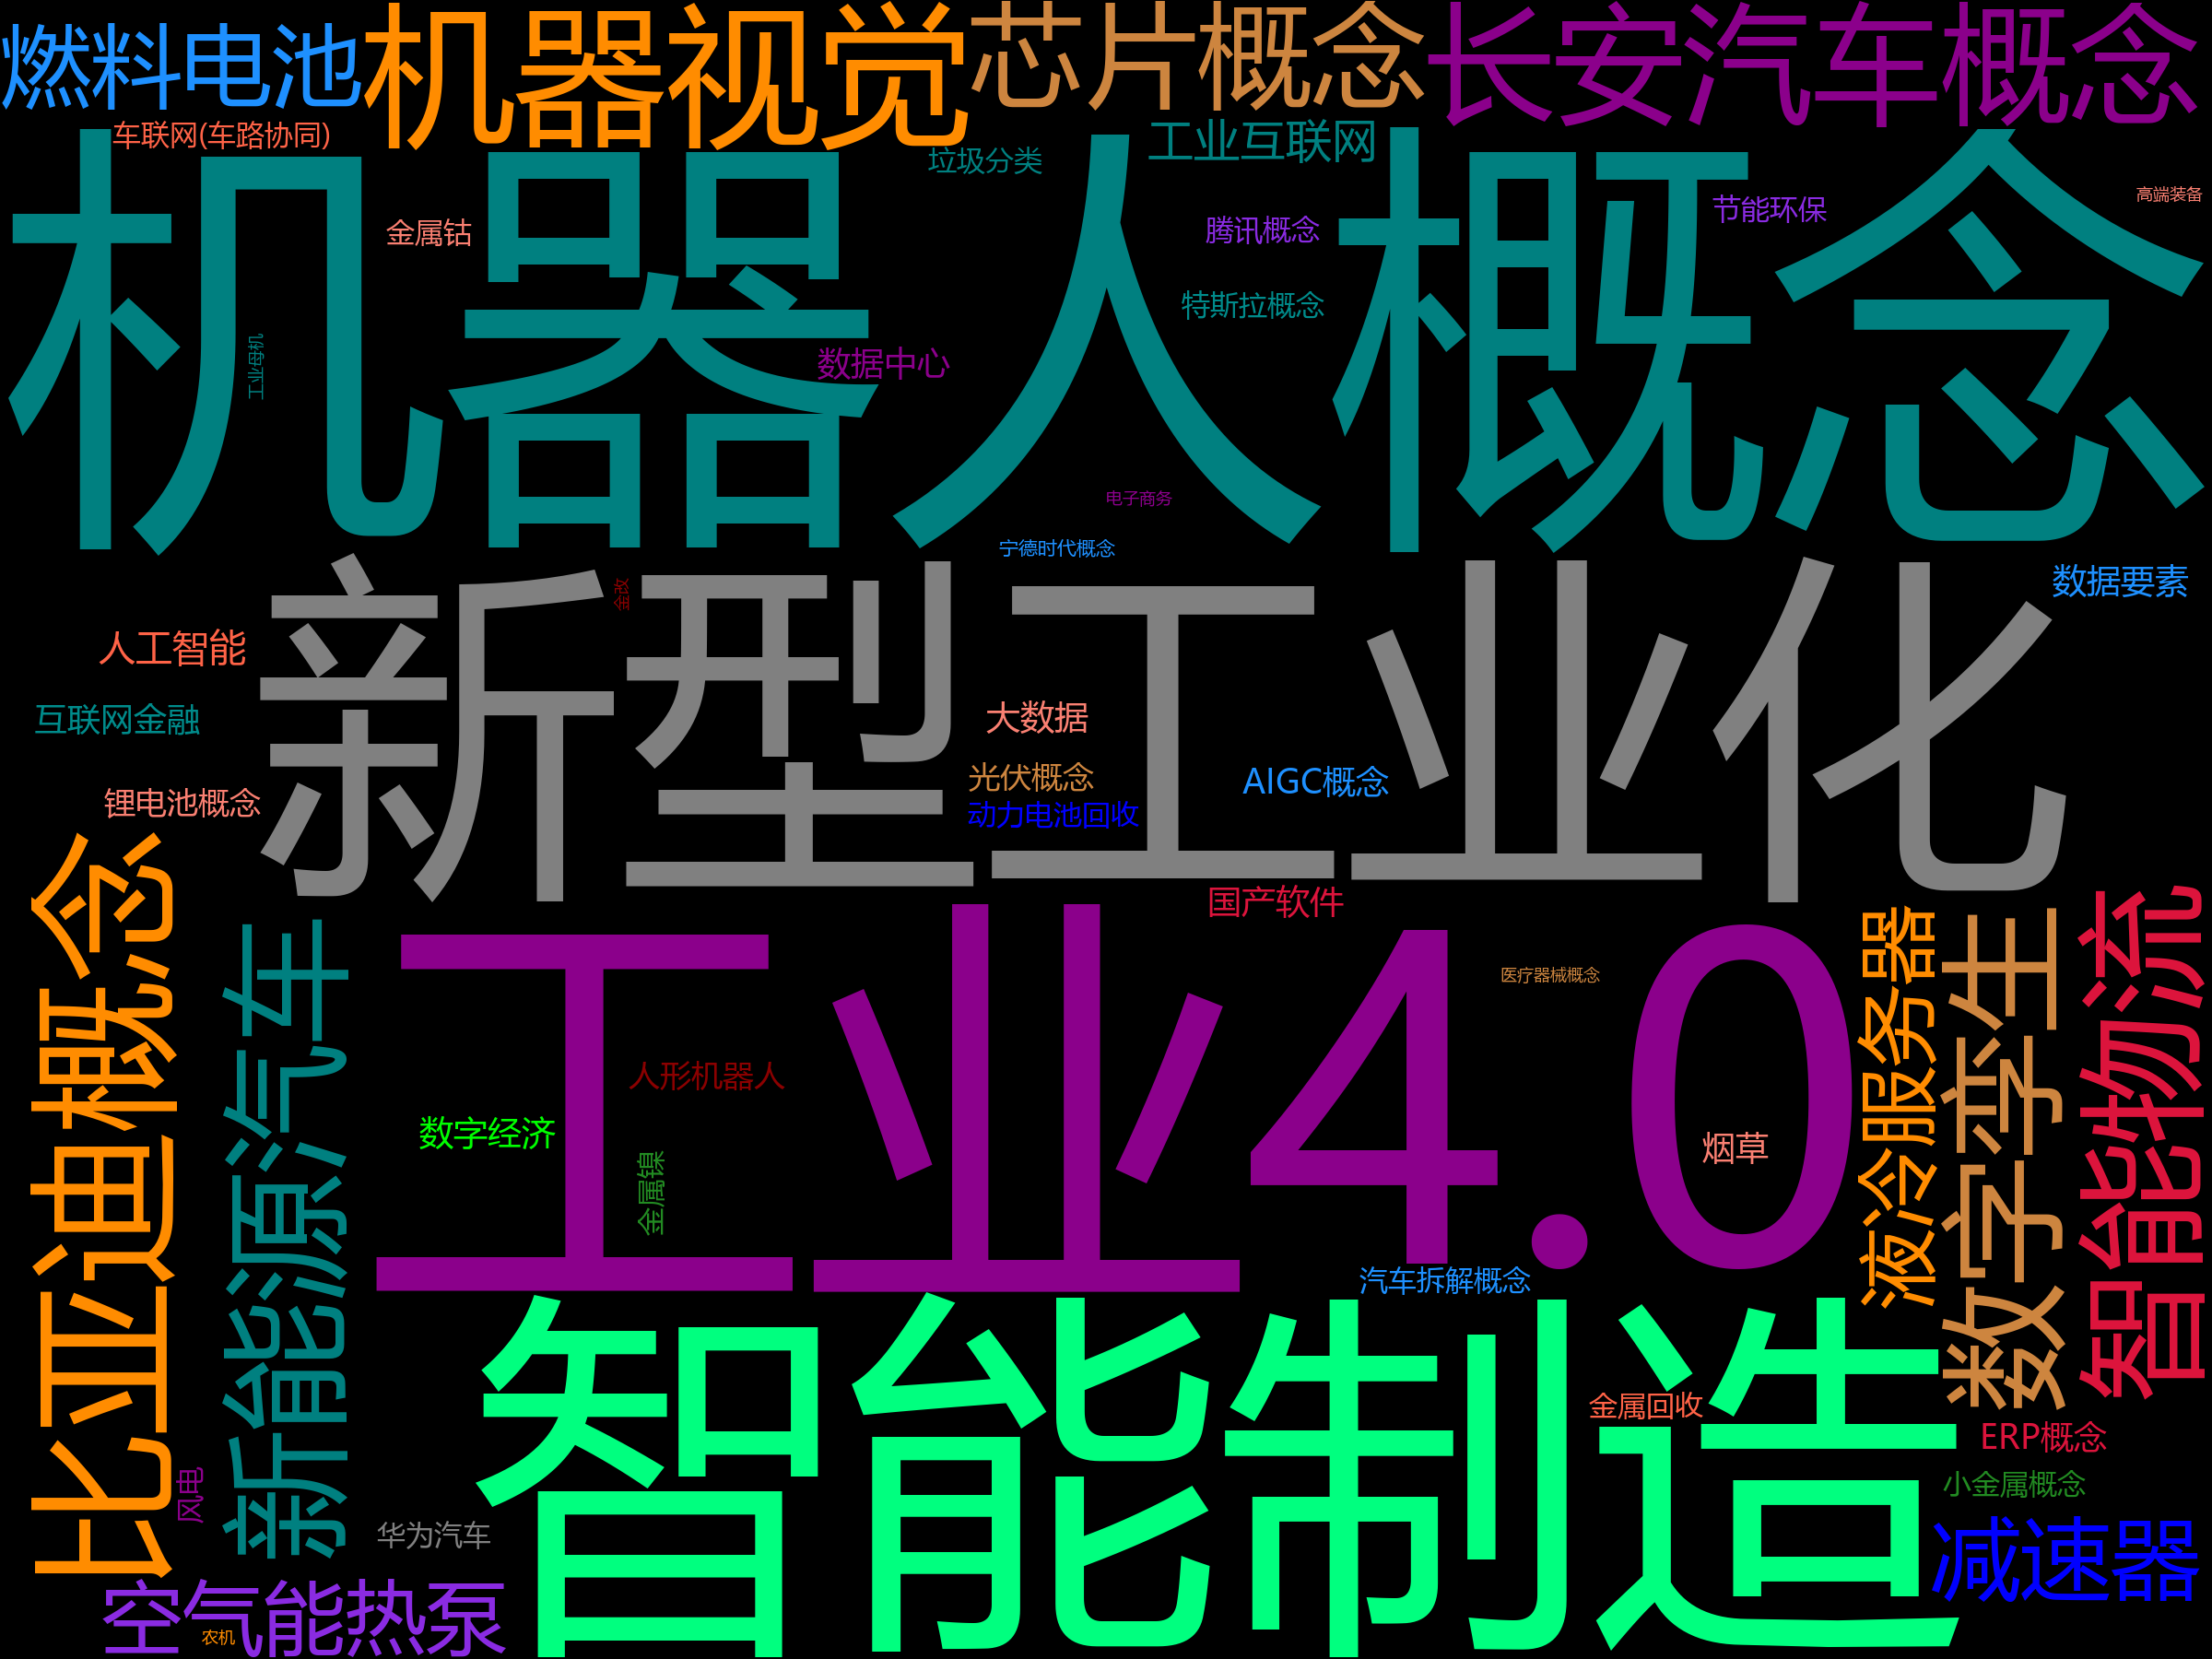 燃料电池
机器视觉
芯片概念
长安汽车概念
车联网(车路协同)
垃圾分类
工业互联网
高端装备
节能环保
金属钴
腾讯概念
机器人概念
特斯拉概念
工业母机
数据中心
电子商务
宁德时代概念
金改
数据要素
人工智能
新型工业化
互联网金融
大数据
光伏概念
AIGC概念
锂电池概念
动力电池回收
国产软件
比亚迪概念
新能源汽车
工业4.0
医疗器械概念
液冷服务器
数字孪生
智能物流
人形机器人
数字经济
烟草
金属镍
汽车拆解概念
智能制造
金属回收
ERP概念
小金属概念
风电
华为汽车
减速器
空气能热泵
农机